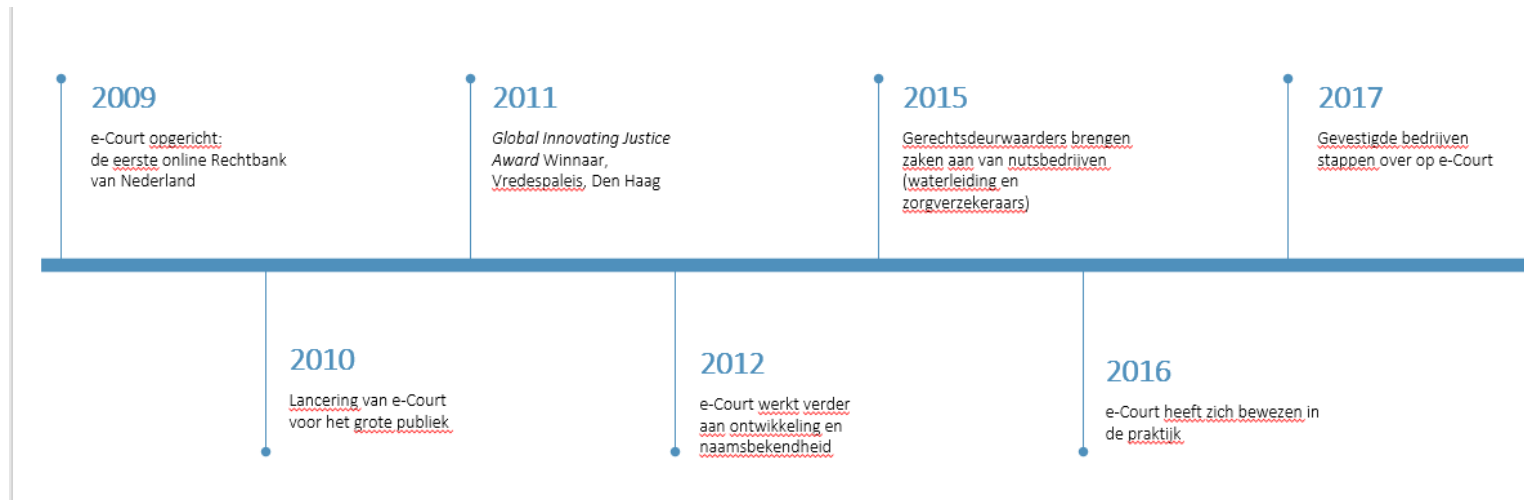 2009
e-Court opgericht:
de eerste online Rechtbank
van Nederland
2010
Lancering van e-Court
voor het grote publiek
2011
Global Innovating Justice
Award Winnaar,
Vredespaleis, Den Haag
2012
e-Court werkt verder
aan ontwikkeling en
naamsbekendheid
2015
Gerechtsdeurwaarders brengen
zaken aan van nutsbedrijven
(waterleiding en
zorgverzekeraars)
2016
e-Court heeft zich bewezen in
de praktijk
2017
Gevestigde bedrijven
stappen over op e-Court